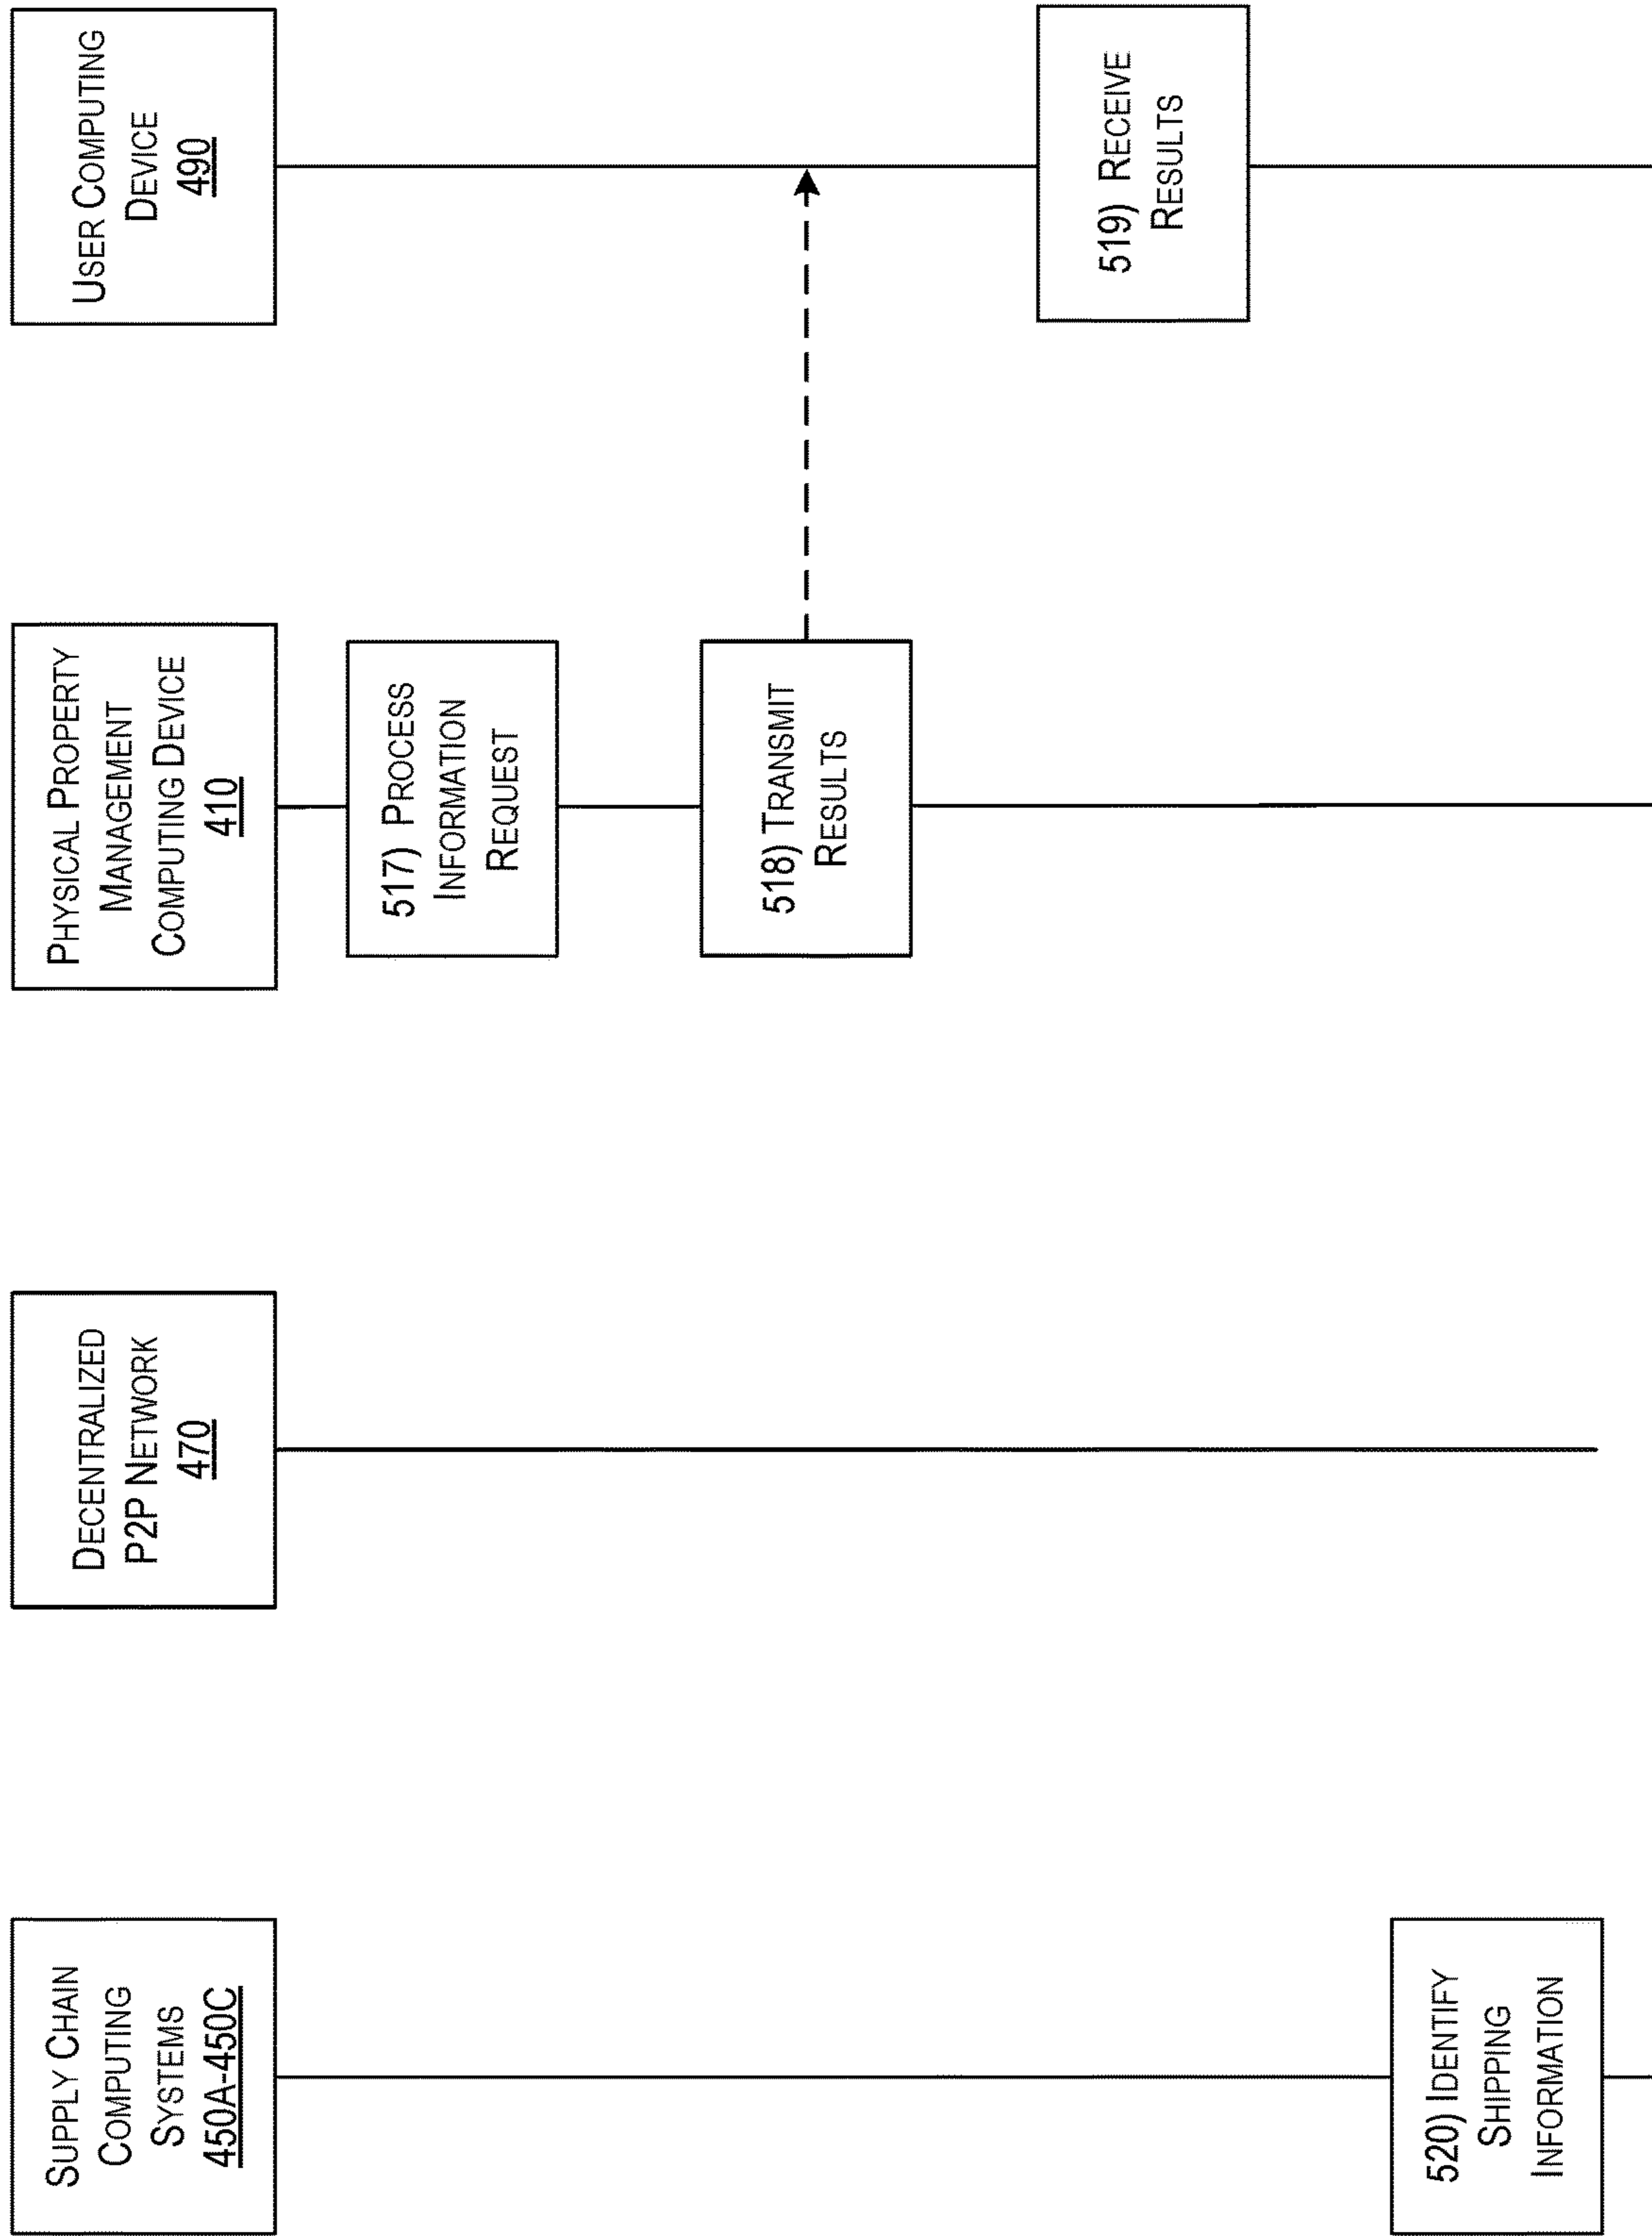 SUPPLY CHAIN
COMPUTING
SYSTEMS
450A-450C
DECENTRALIZED
P2P NETWORK
470
PHYSICAL PROPERTY
MANAGEMENT
COMPUTING DEVICE
410
USER COMPUTING
DEVICE
490
517) PROCESS
INFORMATION
REQUEST
518) TRANSMIT
RESULTS
519) RECEIVE
RESULTS
520) IDENTIFY
SHIPPING
INFORMATION